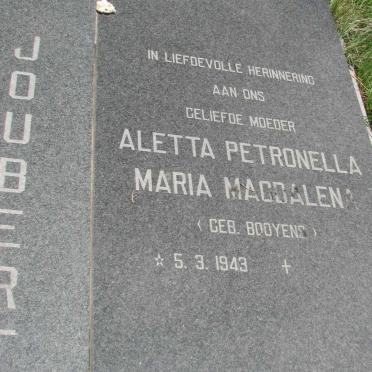 JOUBERT
IN LIEFDEVOLLE HERINNERING
AAN ONS
GELIEFDE MOEDER
ALETTA PETRONELLA
MARIA MAGDALENA
( GEB. BOOYENS )
☆ 5. 3. 1943 +